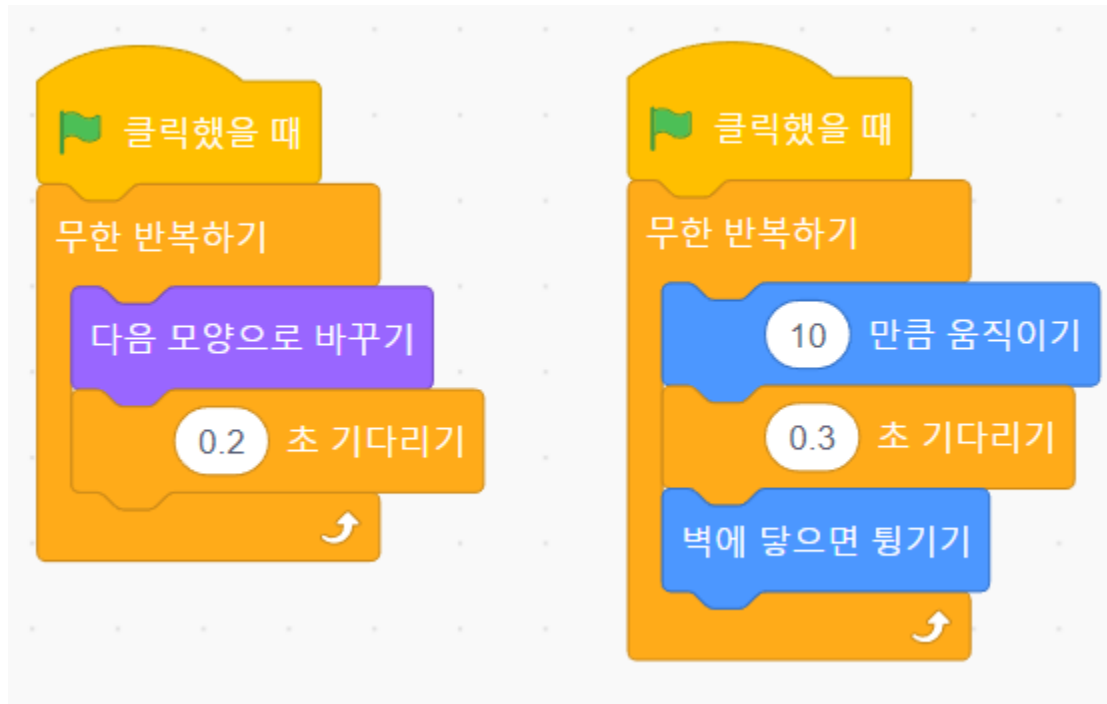 클릭했을 때
무한 반복하기
다음 모양으로 바꾸기
0.2 초 기다리기
클릭했을 때
무한 반복하기
10 만큼 움직이기
0.3 초 기다리기
벽에 닿으면 튕기기